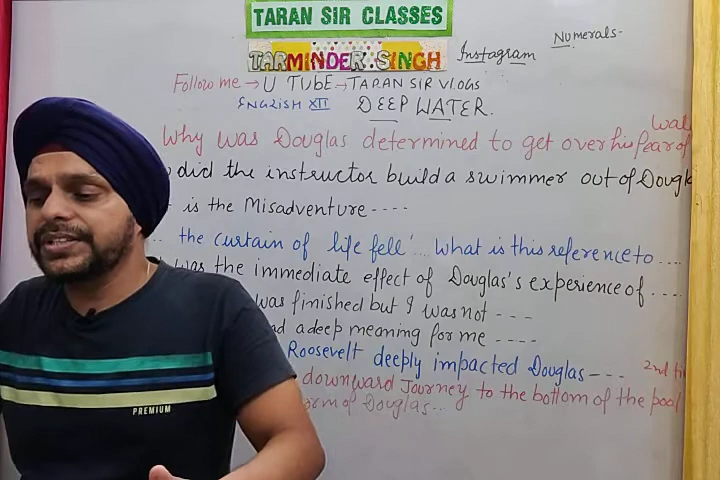 TARAN SIR CLASSES
TARMINDER.SINGH
Instagram
Numerals-
Follow me → U TUBE → TARAN SIR VLOGS
ENGLISH XII DEEP WATER.
Why was Douglas determined to get over his fear of
did the instructor build a swimmer out of
is the Misadventure ----
the curtain of life fell' .... What is this reference to ....
was the immediate effect of Douglas's experience of ....
was finished but I was not ---
a deep meaning for me ----
Roosevelt deeply impacted Douglas ---
2nd
downward Journey to the bottom of the pool
of Douglas..
PREMIUM